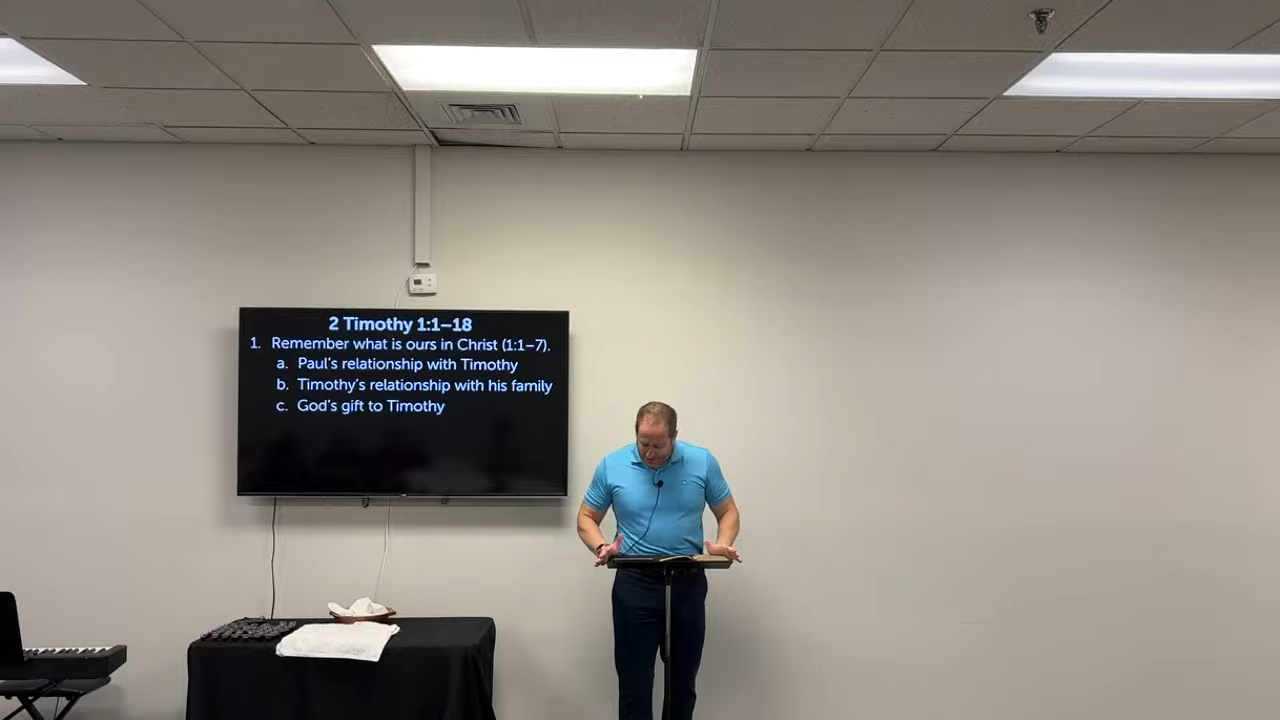 2 Timothy 1:1–18
1. Remember what is ours in Christ (1:1–7).
a. Paul's relationship with Timothy
b. Timothy's relationship with his family
c. God's gift to Timothy